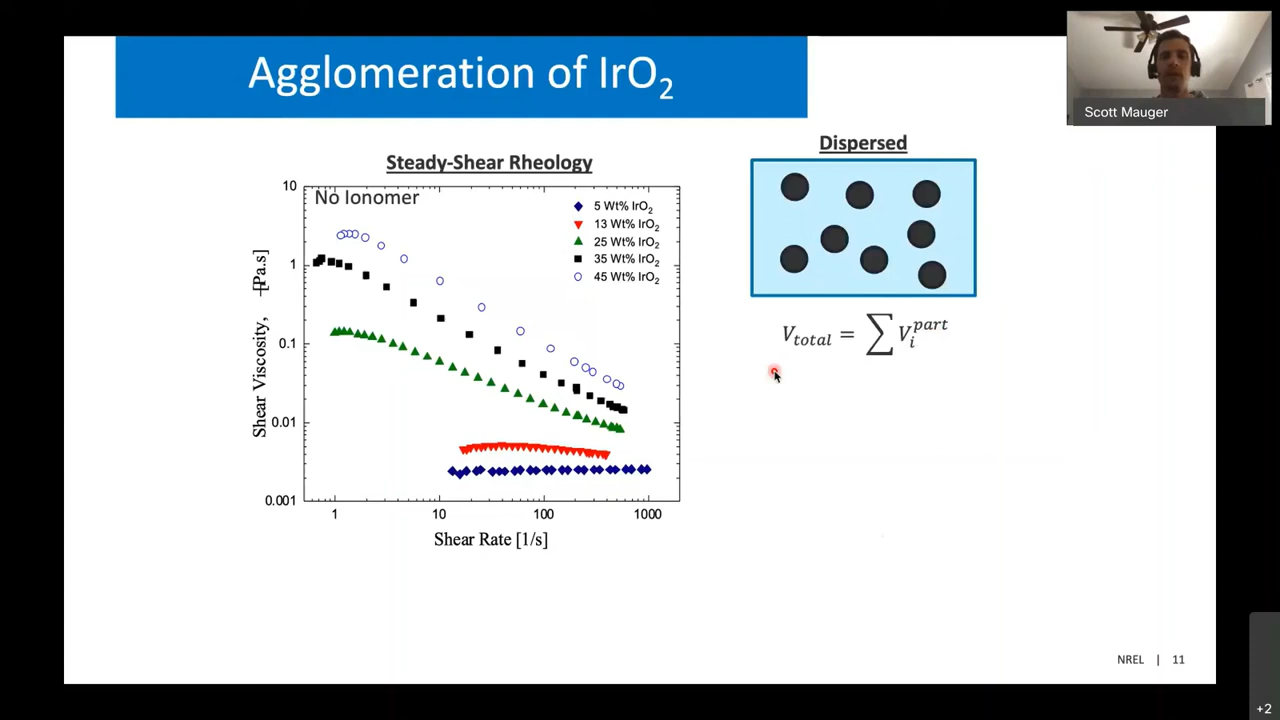 Agglomeration of IrO₂
Scott Mauger
Steady-Shear Rheology
No Ionomer
5 Wt% IrO₂
13 Wt% IrO₂
25 Wt% IrO₂
35 Wt% IrO₂
45 Wt% IrO₂
10
1
0.1
0.01
0.001
Shear Viscosity, [Pa.s]
1
10
100
1000
Shear Rate [1/s]
Dispersed
V_total = ∑ V_i^part
NREL | 11
+2